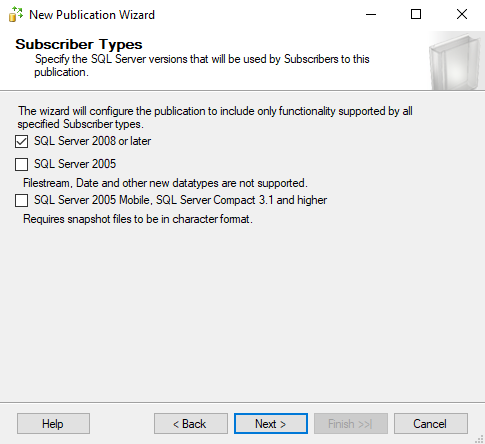 New Publication Wizard
Subscriber Types
Specify the SQL Server versions that will be used by Subscribers to this
publication.
The wizard will configure the publication to include only functionality supported by all
specified Subscriber types.
SQL Server 2008 or later
SQL Server 2005
Filestream, Date and other new datatypes are not supported.
SQL Server 2005 Mobile, SQL Server Compact 3.1 and higher
Requires snapshot files to be in character format.
Help
< Back
Next >
Finish >>|
Cancel